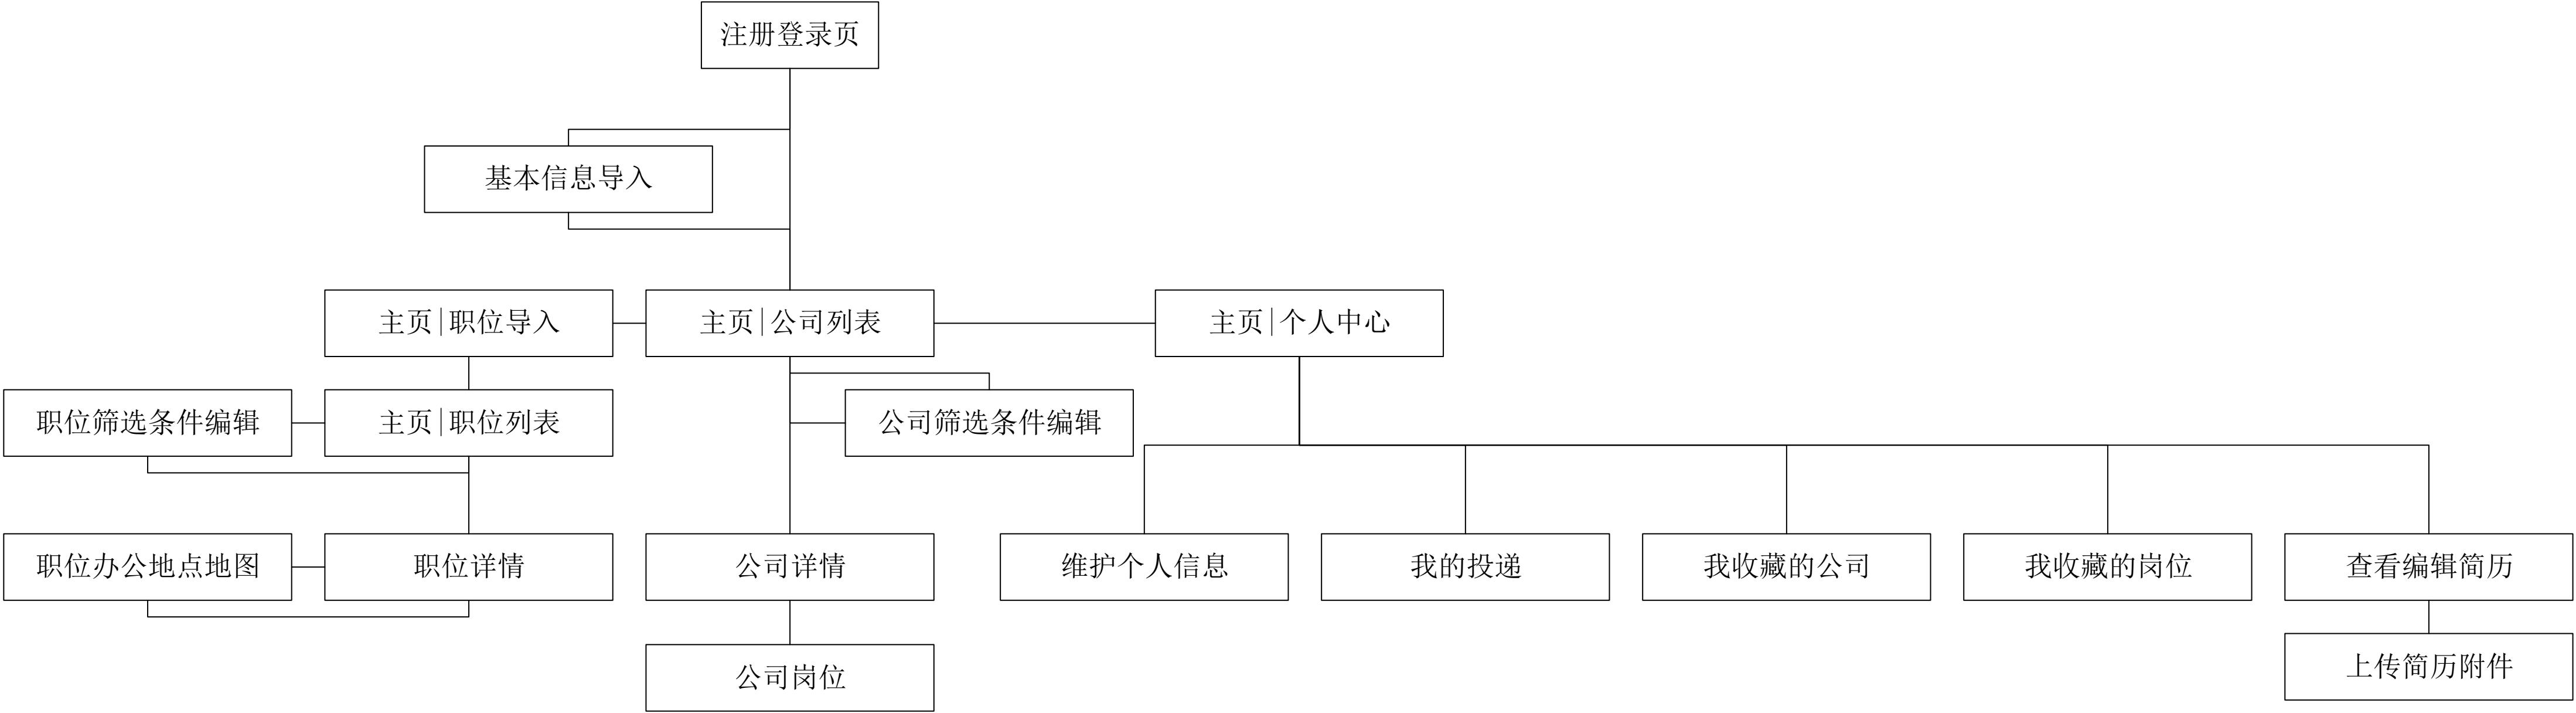 注册登录页
基本信息导入
主页|职位导入
主页|公司列表
主页|个人中心
职位筛选条件编辑
主页|职位列表
公司筛选条件编辑
职位办公地点地图
职位详情
公司详情
维护个人信息
我的投递
我收藏的公司
我收藏的岗位
查看编辑简历
公司岗位
上传简历附件